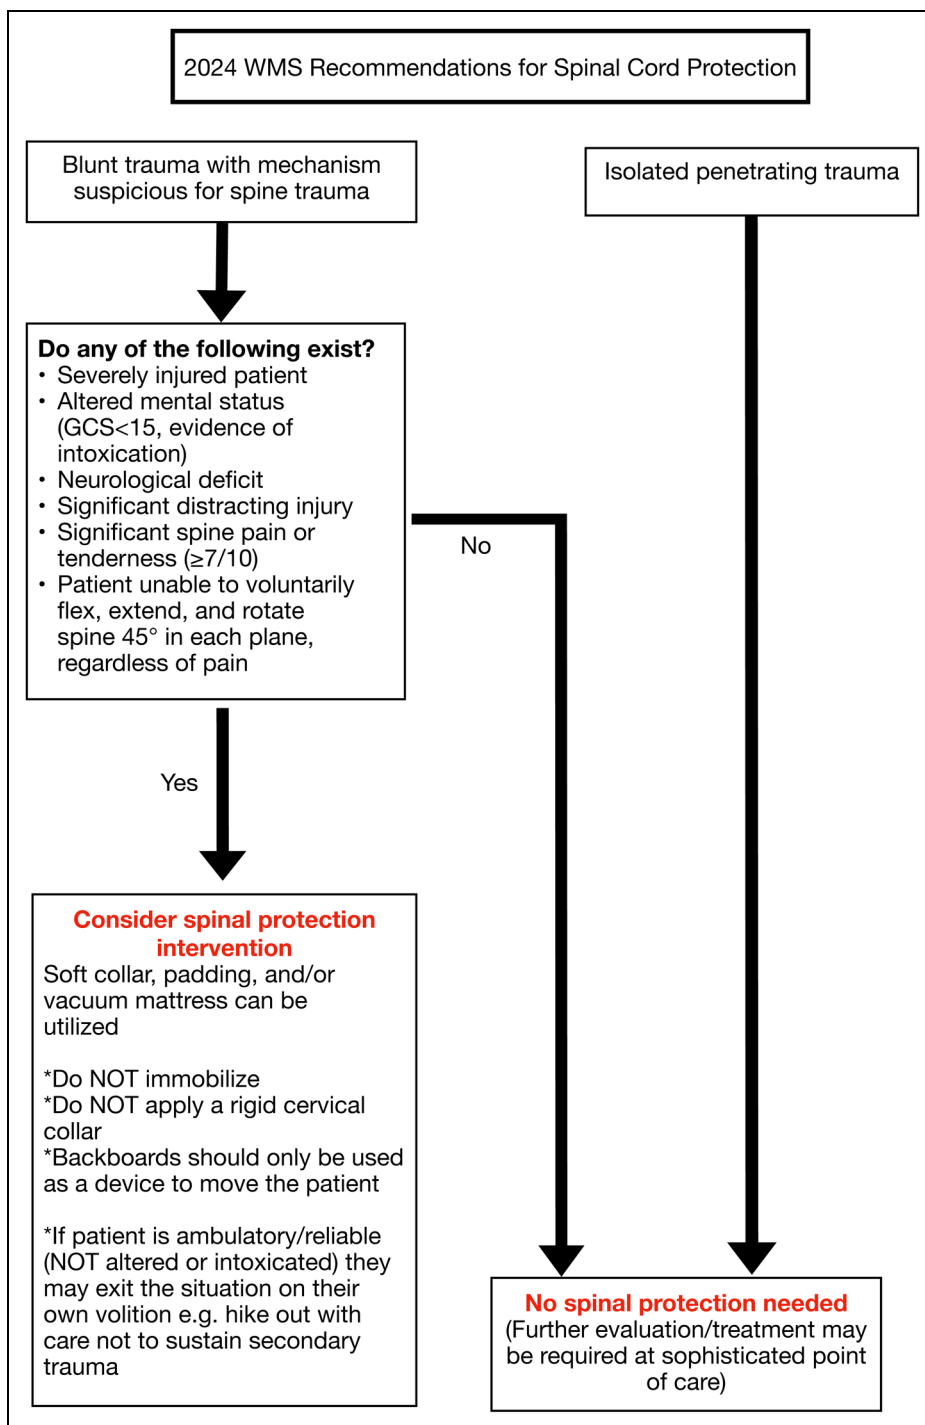 2024 WMS Recommendations for Spinal Cord Protection
Blunt trauma with mechanism
suspicious for spine trauma
Isolated penetrating trauma
Do any of the following exist?
• Severely injured patient
• Altered mental status
(GCS<15, evidence of
intoxication)
• Neurological deficit
• Significant distracting injury
• Significant spine pain or
tenderness (≥7/10)
• Patient unable to voluntarily
flex, extend, and rotate
spine 45° in each plane,
regardless of pain
No
Yes
Consider spinal protection
intervention
Soft collar, padding, and/or
vacuum mattress can be
utilized
*Do NOT immobilize
*Do NOT apply a rigid cervical
collar
*Backboards should only be used
as a device to move the patient
*If patient is ambulatory/reliable
(NOT altered or intoxicated) they
may exit the situation on their
own volition e.g. hike out with
care not to sustain secondary
trauma
No spinal protection needed
(Further evaluation/treatment may
be required at sophisticated point
of care)